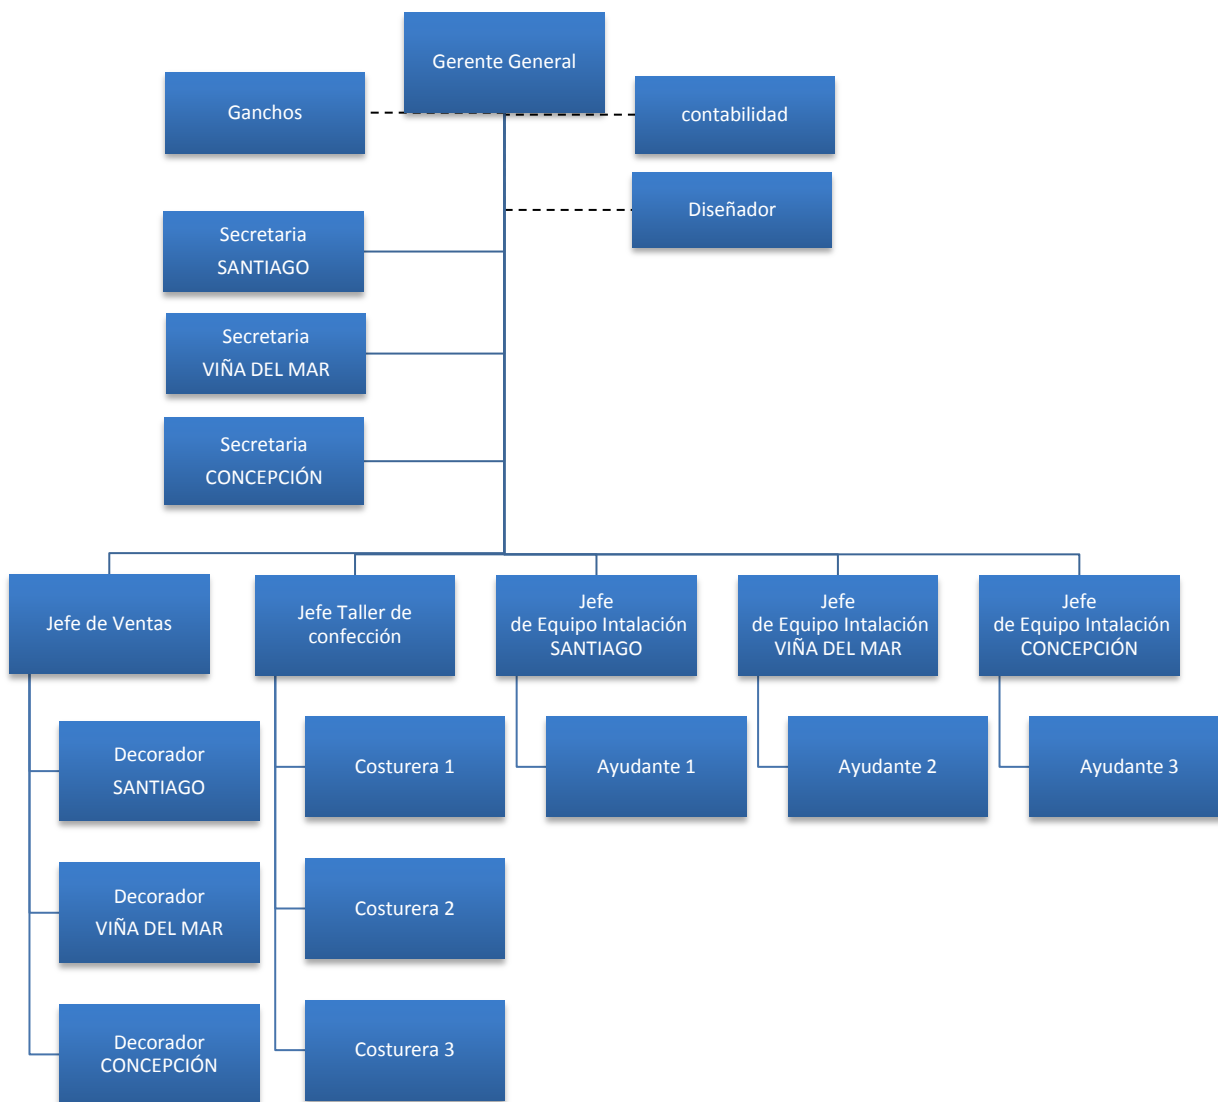 Gerente General
Ganchos
contabilidad
Diseñador
Secretaria
SANTIAGO
Secretaria
VIÑA DEL MAR
Secretaria
CONCEPCIÓN
Jefe de Ventas
Jefe Taller de
confección
Jefe
de Equipo Intalación
SANTIAGO
Jefe
de Equipo Intalación
VIÑA DEL MAR
Jefe
de Equipo Intalación
CONCEPCIÓN
Decorador
SANTIAGO
Costurera 1
Ayudante 1
Ayudante 2
Ayudante 3
Decorador
VIÑA DEL MAR
Costurera 2
Decorador
CONCEPCIÓN
Costurera 3